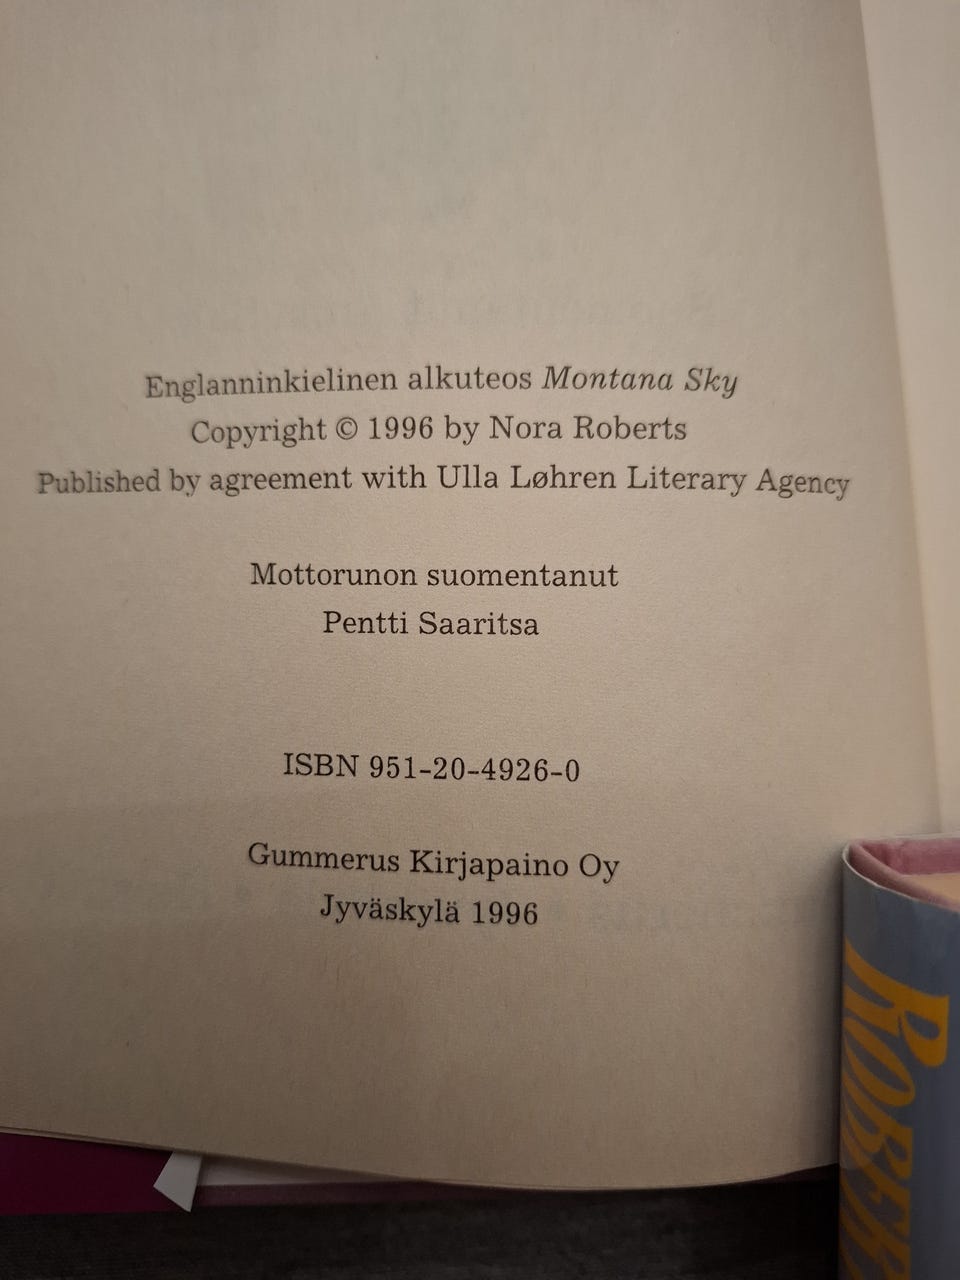 Englanninkielinen alkuteos Montana Sky
Copyright © 1996 by Nora Roberts
Published by agreement with Ulla Løhren Literary Agency
Mottorunon suomentanut
Pentti Saaritsa
ISBN 951-20-4926-0
Gummerus Kirjapaino Oy
Jyväskylä 1996